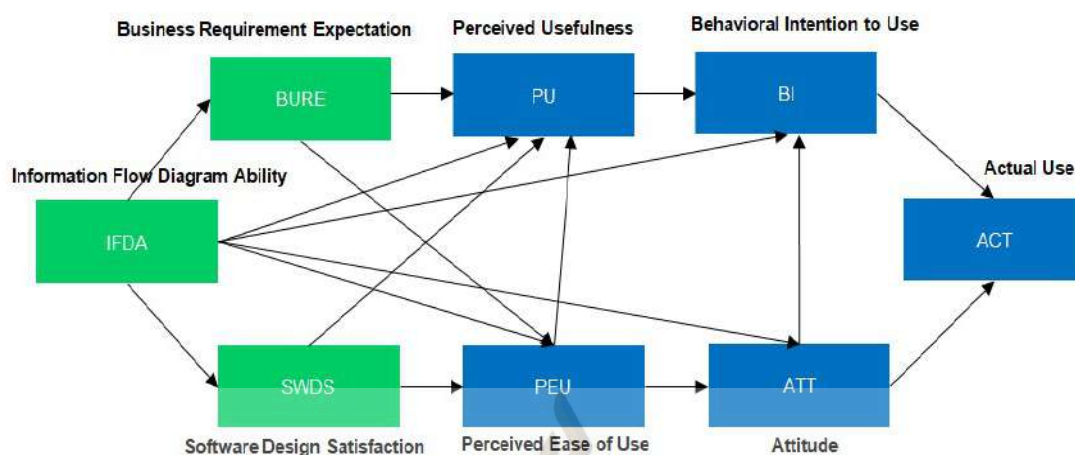 Business Requirement Expectation
Perceived Usefulness
Behavioral Intention to Use
BURE
PU
BI
Information Flow Diagram Ability
Actual Use
IFDA
ACT
SWDS
PEU
ATT
Software Design Satisfaction
Perceived Ease of Use
Attitude